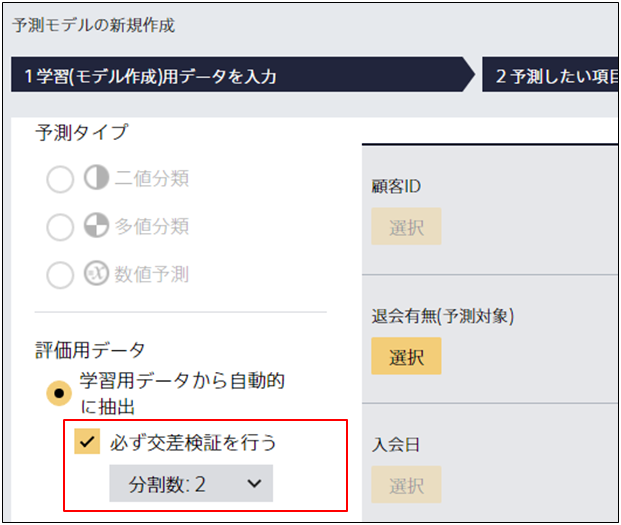 予測モデルの新規作成
1 学習(モデル作成)用データを入力
2 予測したい項目
予測タイプ
二値分類
多値分類
数値予測
評価用データ
学習用データから自動的
に抽出
必ず交差検証を行う
分割数: 2
顧客ID
選択
退会有無(予測対象)
選択
入会日
選択